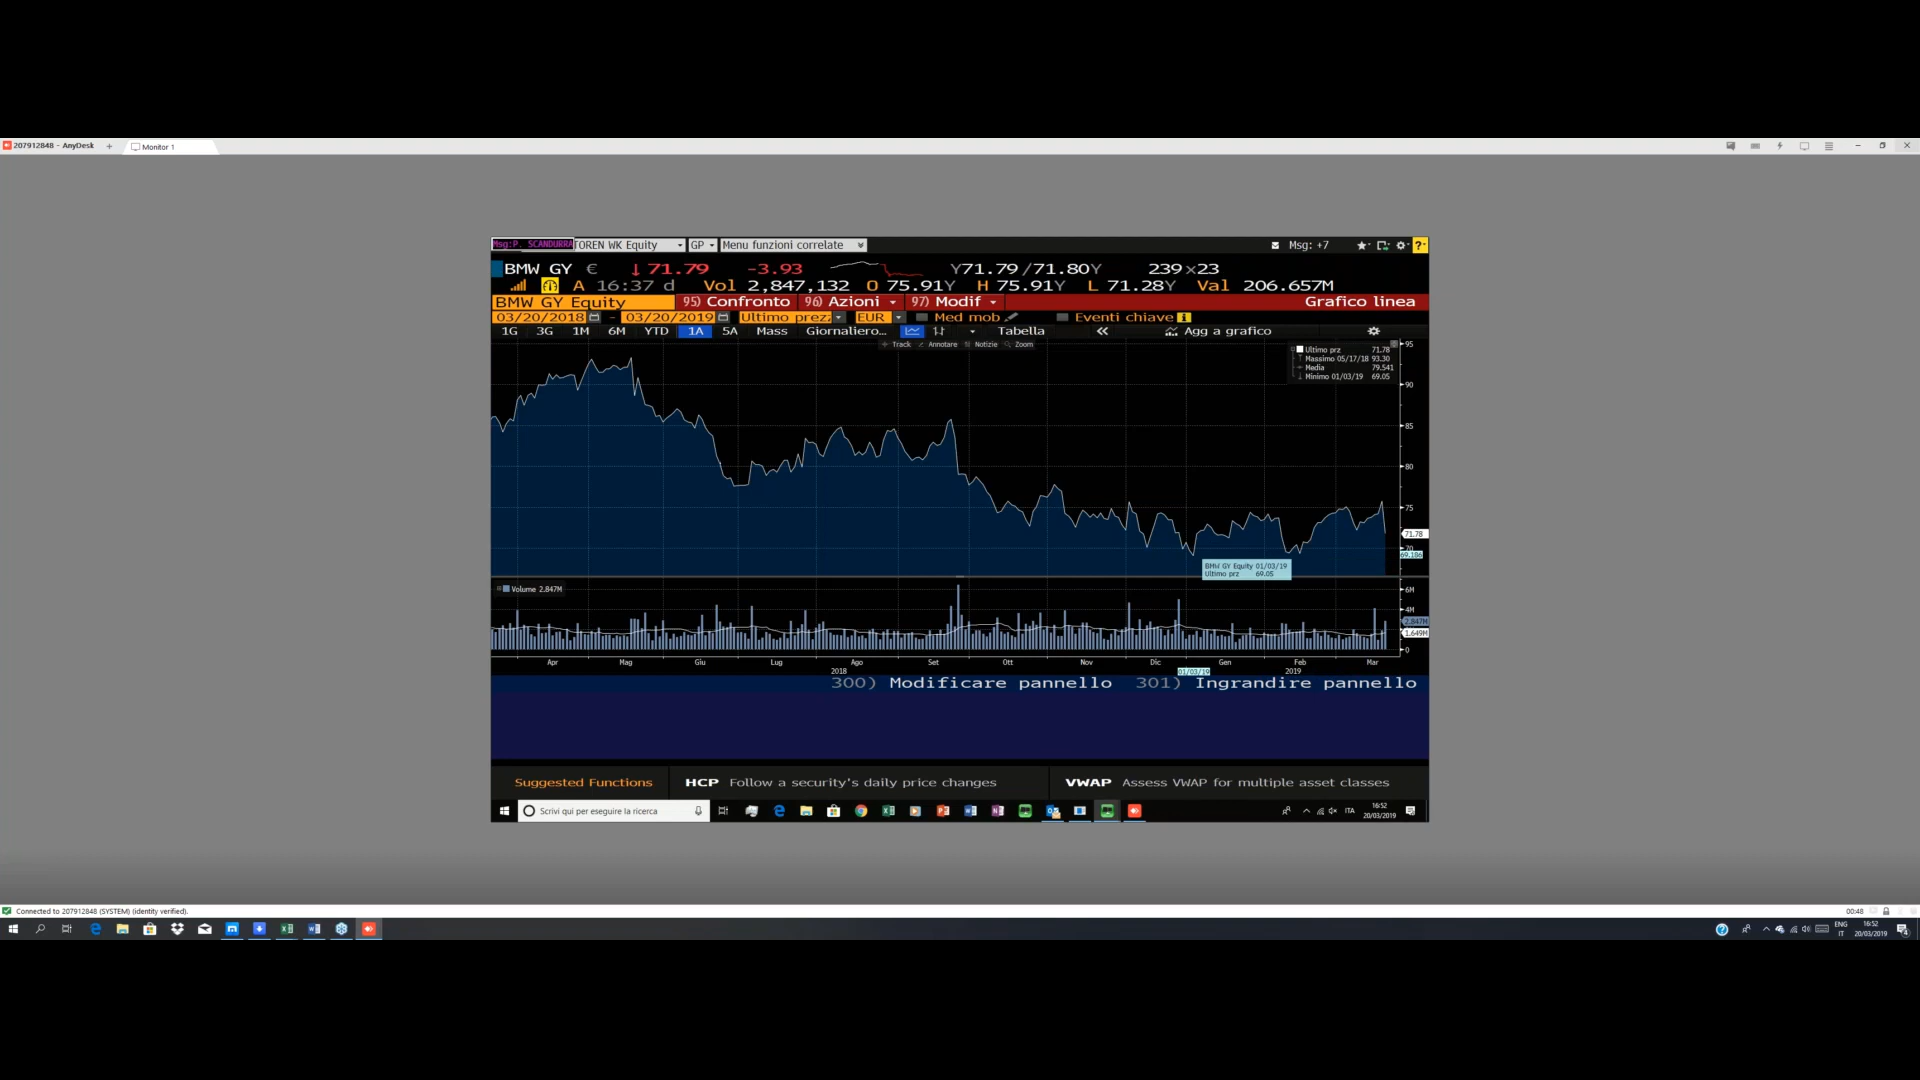 207912848 - AnyDesk + Monitor 1
Msg:P. SCANDURRA TOREN WK Equity GP Menu funzioni correlate Msg: +7 ?
BMW GY € ↓71.79 -3.93 Y71.79/71.80Y 239x23
A 16:37 d Vol 2,847,132 O 75.91Y H 75.91Y L 71.28Y Val 206.657M
BMW GY Equity 95) Confronto 96) Azioni 97) Modif Grafico linea
03/20/2018 - 03/20/2019 Ultimo prez EUR Med mob Eventi chiave
1G 3G 1M 6M YTD 1A 5A Mass Giornaliero... Tabella « Agg a grafico
Track Annotare Notizie Zoom
Ultimo prz 71.78
Massimo 05/17/18 93.30
Media 79.541
Minimo 01/03/19 69.05
95
90
85
80
75
71.78
70
69.186
BMW GY Equity 01/03/19
Ultimo prz 69.05
Volume 2.847M
6M
4M
2.847M
1.649M
0
Apr Mag Giu Lug Ago Set Ott Nov Dic Gen Feb Mar
2018 01/03/19 2019
300) Modificare pannello 301) Ingrandire pannello
Suggested Functions HCP Follow a security's daily price changes VWAP Assess VWAP for multiple asset classes
Scrivi qui per eseguire la ricerca ITA 16:52
20/03/2019
Connected to 207912848 (SYSTEM) (identity verified). 00:48
ENG 16:52
IT 20/03/2019